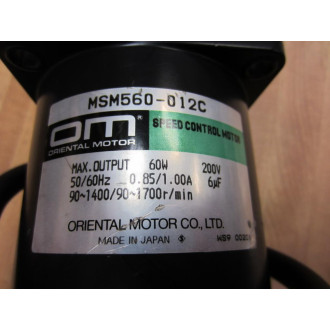 MSM560-012C
OM
ORIENTAL MOTOR
SPEED CONTROL MOTOR
MAX.OUTPUT 60W 200V
50/60Hz 0.85/1.00A 6µF
90~1400/90~1700r/min
ORIENTAL MOTOR CO., LTD.
MADE IN JAPAN